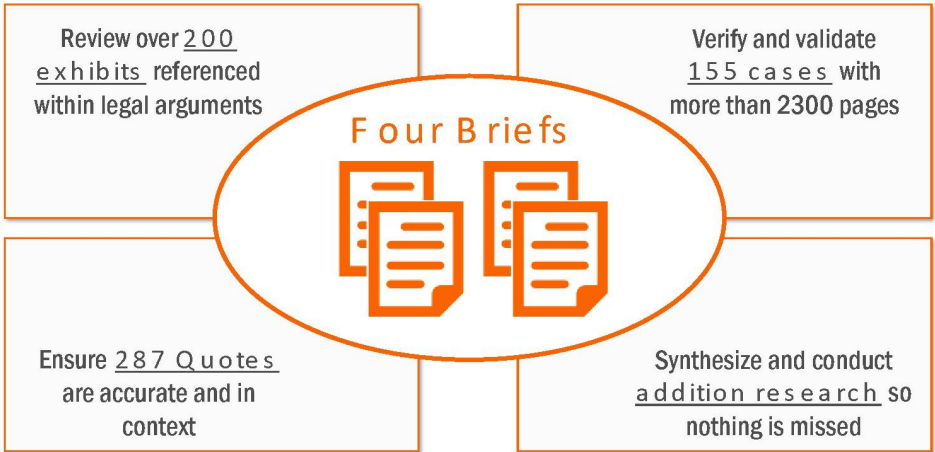 Review over 200
exhibits referenced
within legal arguments
Verify and validate
155 cases with
more than 2300 pages
Four Briefs
Ensure 287 Quotes
are accurate and in
context
Synthesize and conduct
addition research so
nothing is missed